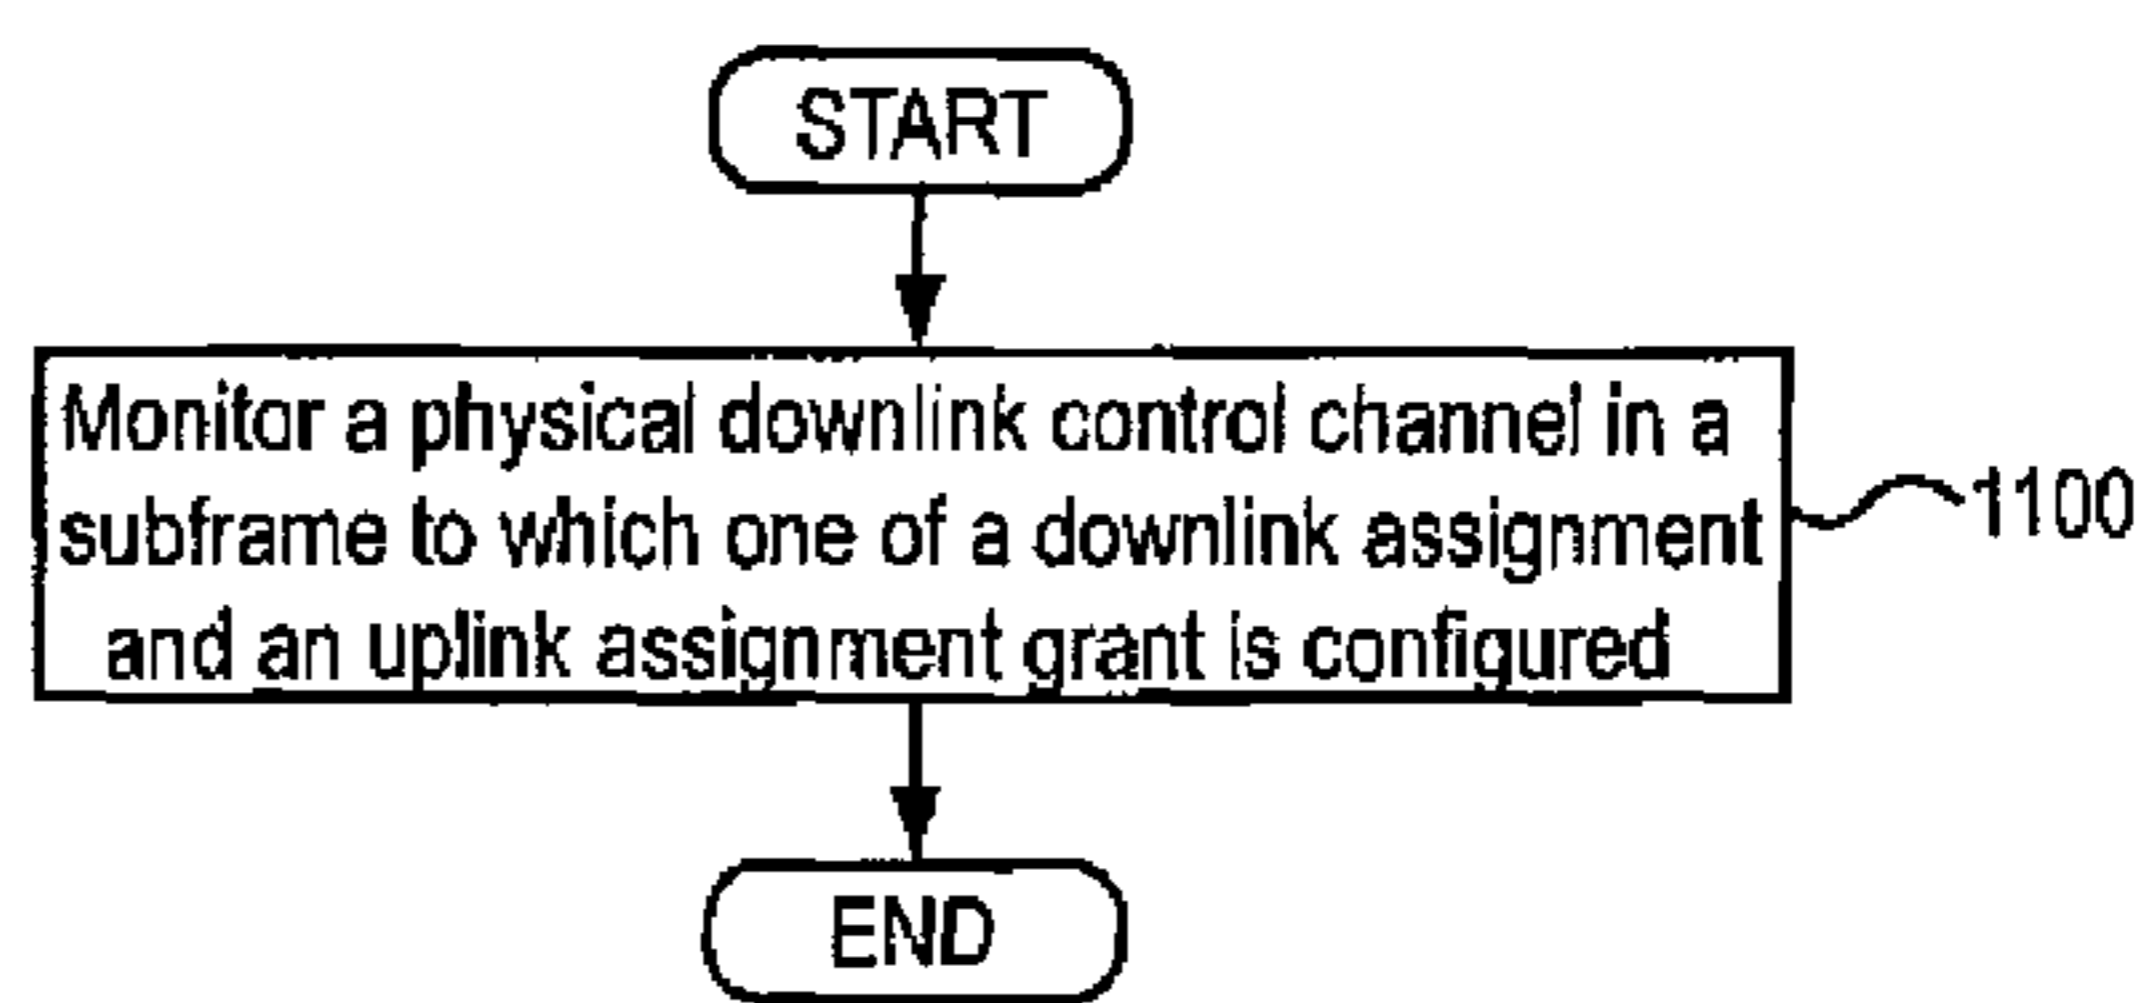 START
Monitor a physical downlink control channel in a
subframe to which one of a downlink assignment
and an uplink assignment grant is configured
1100
END